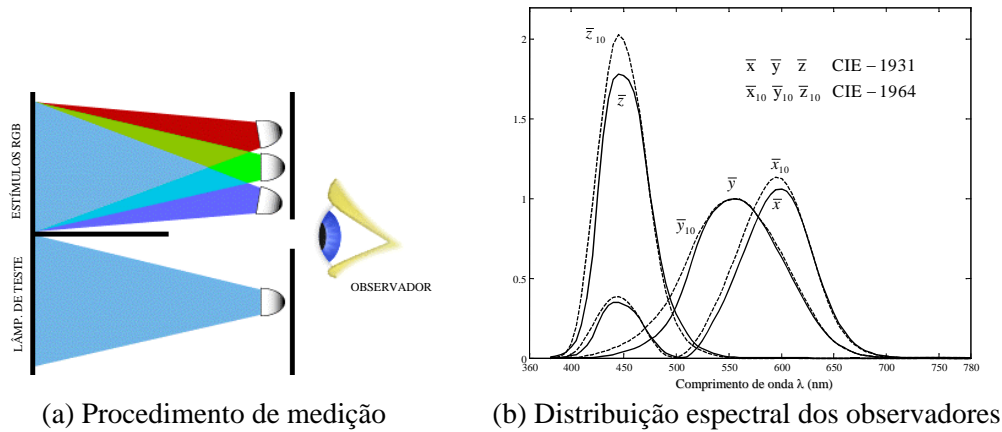 ESTÍMULOS RGB
LÂMP. DE TESTE
OBSERVADOR
(a) Procedimento de medição
2
1.5
1
0.5
0
z̅10
z̅
x̅ y̅ z̅ CIE – 1931
x̅10 y̅10 z̅10 CIE – 1964
x̅10
y̅
x̅
y̅10
360 400 450 500 550 600 650 700 750 780
Comprimento de onda λ (nm)
(b) Distribuição espectral dos observadores